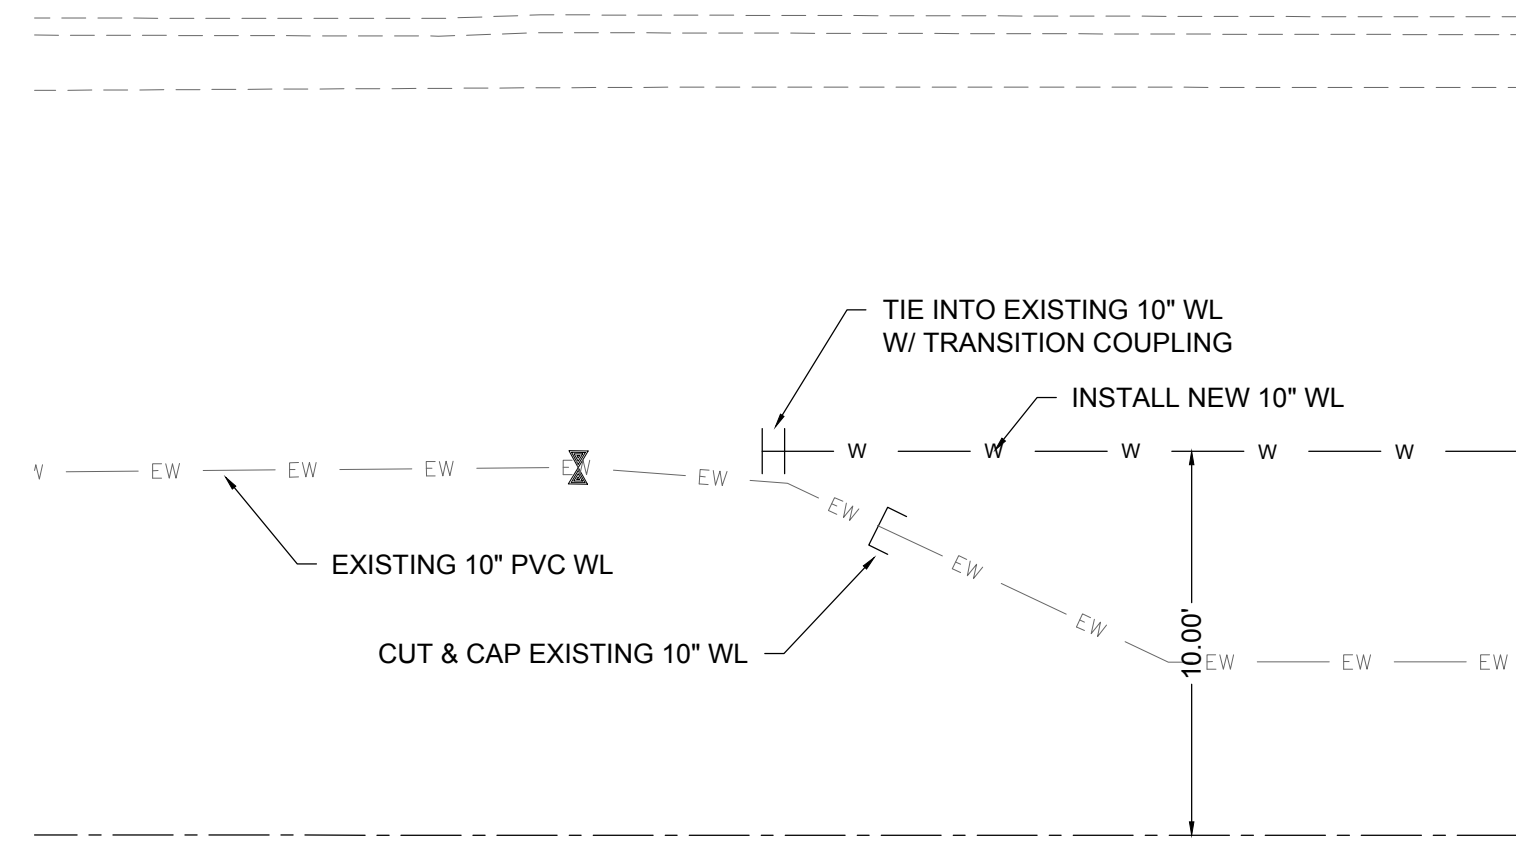 TIE INTO EXISTING 10" WL
W/ TRANSITION COUPLING
INSTALL NEW 10" WL
W W W W W
W EW EW EW EW EW
EW
EXISTING 10" PVC WL
EW
CUT & CAP EXISTING 10" WL
EW
10.00'
EW EW EW